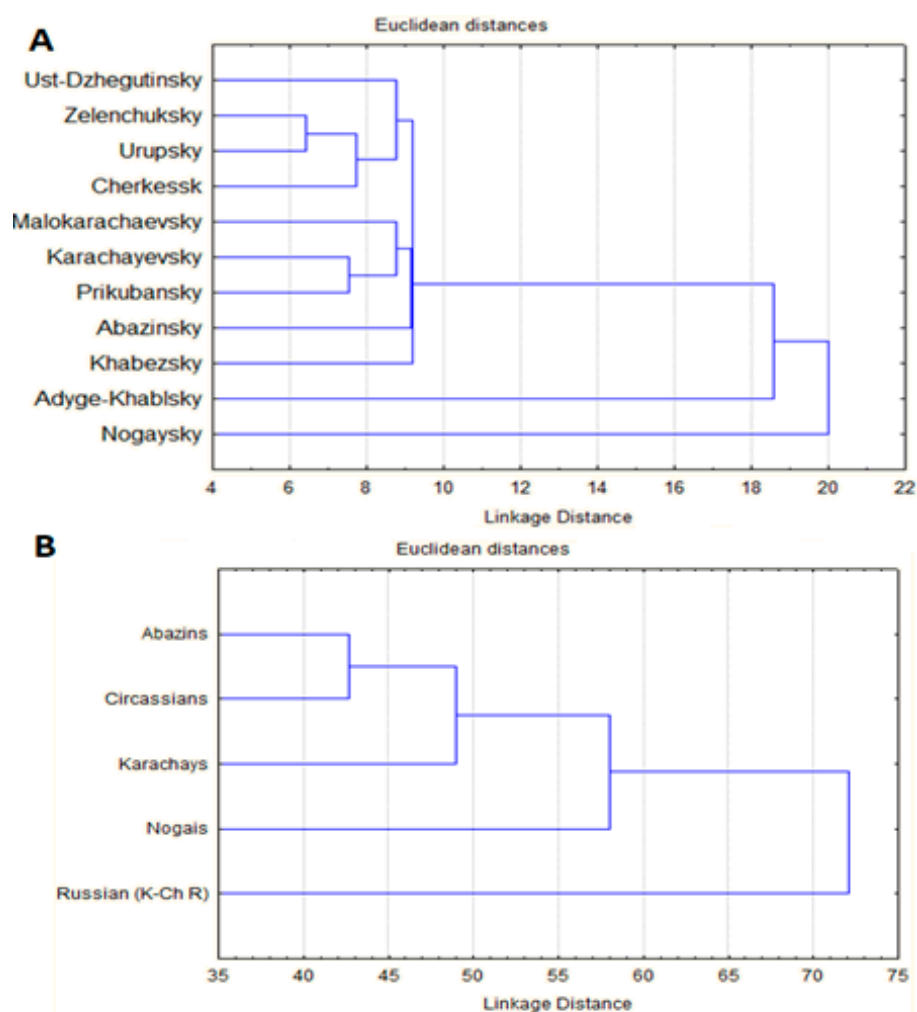 A
Euclidean distances
Ust-Dzhegutinsky
Zelenchuksky
Urupsky
Cherkessk
Malokarachaevsky
Karachayevsky
Prikubansky
Abazinsky
Khabezsky
Adyge-Khablsky
Nogaysky
4 6 8 10 12 14 16 18 20 22
Linkage Distance
B
Euclidean distances
Abazins
Circassians
Karachays
Nogais
Russian (K-Ch R)
35 40 45 50 55 60 65 70 75
Linkage Distance